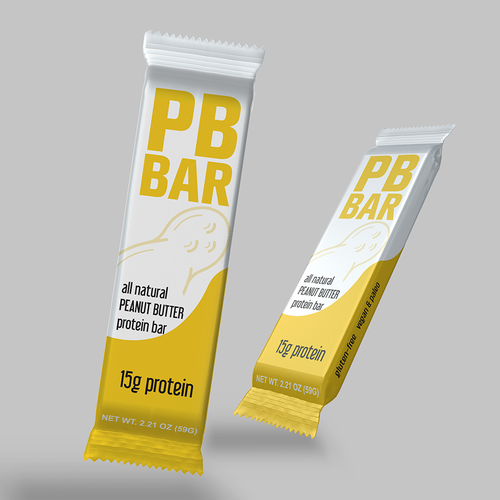 PB
BAR
all natural
PEANUT BUTTER
protein bar
15g protein
NET WT. 2.21 OZ (59G)
PB
BAR
all natural
PEANUT BUTTER
protein bar
15g protein
NET WT. 2.21 OZ (59G)
gluten-free vegan & paleo